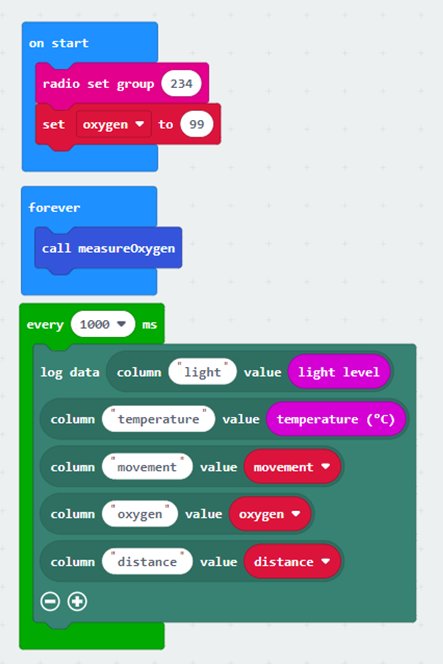 on start
radio set group 234
set oxygen to 99
forever
call measureOxygen
every 1000 ms
log data column "light" value light level
column "temperature" value temperature (°C)
column "movement" value movement
column "oxygen" value oxygen
column "distance" value distance